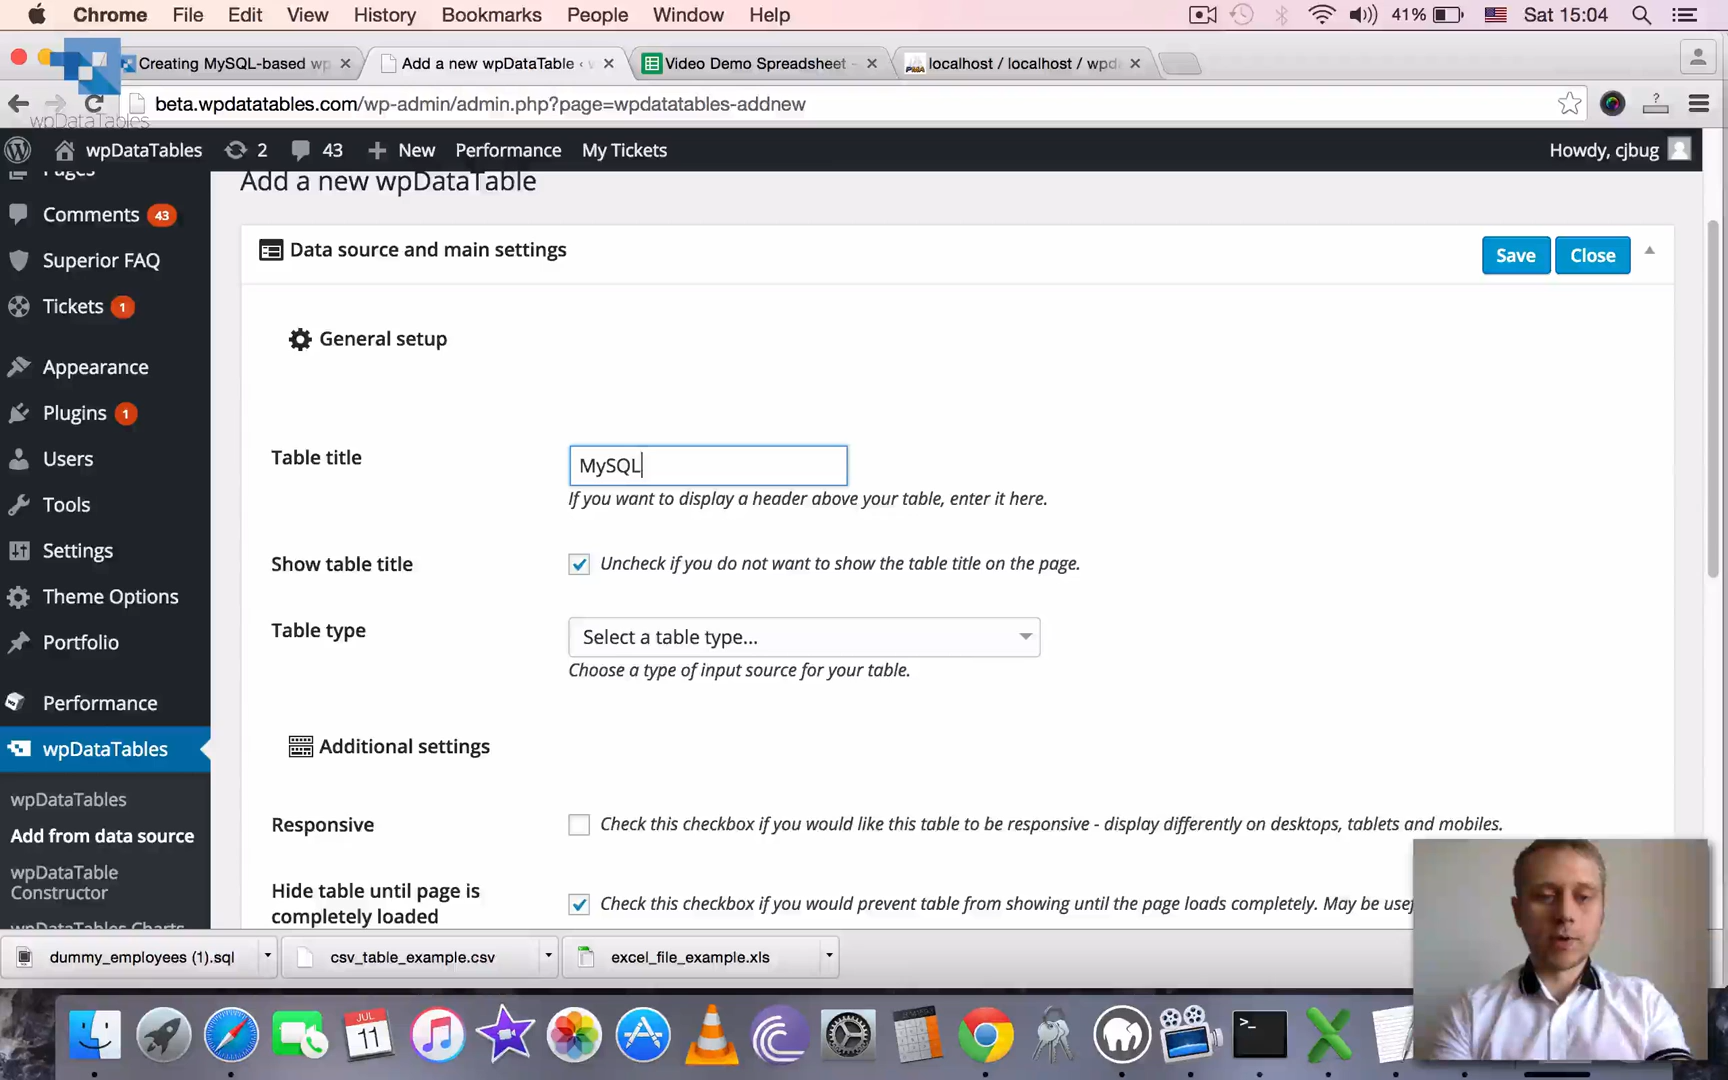 Chrome File Edit View History Bookmarks People Window Help 41% Sat 15:04
Creating MySQL-based wp
Add a new wpDataTable ‹
Video Demo Spreadsheet -
localhost / localhost / wpd
beta.wpdatatables.com/wp-admin/admin.php?page=wpdatatables-addnew
wpDataTables
wpDataTables 2 43 New Performance My Tickets Howdy, cjbug
Pages
Comments 43
Superior FAQ
Tickets 1
Appearance
Plugins 1
Users
Tools
Settings
Theme Options
Portfolio
Performance
wpDataTables
wpDataTables
Add from data source
wpDataTable
Constructor
wpDataTables Charts
Add a new wpDataTable
Data source and main settings
Save Close
General setup
Table title
MySQL
If you want to display a header above your table, enter it here.
Show table title
Uncheck if you do not want to show the table title on the page.
Table type
Select a table type...
Choose a type of input source for your table.
Additional settings
Responsive
Check this checkbox if you would like this table to be responsive - display differently on desktops, tablets and mobiles.
Hide table until page is
completely loaded
Check this checkbox if you would prevent table from showing until the page loads completely. May be usef
dummy_employees (1).sql
csv_table_example.csv
excel_file_example.xls
JUL
11